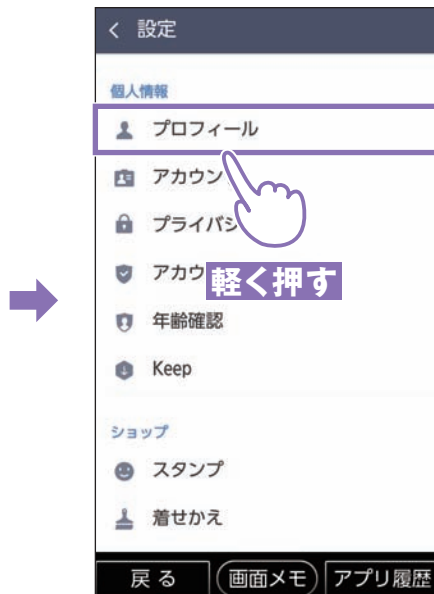 設定
個人情報
プロフィール
アカウン
プライバシ
アカウ
軽く押す
年齢確認
Keep
ショップ
スタンプ
着せかえ
戻る 画面メモ アプリ履歴